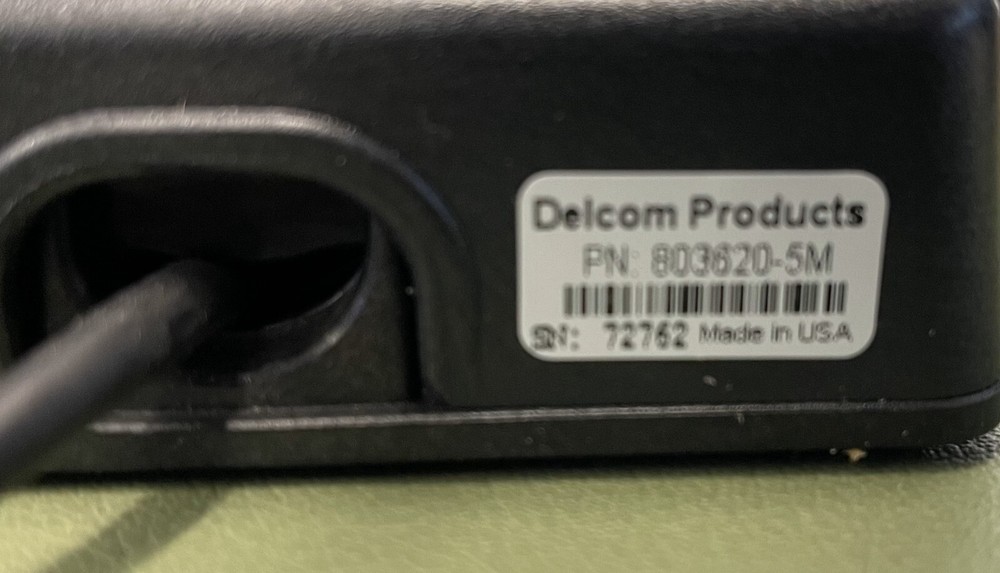 Delcom Products
PN: 803620-5M
SN: 72762 Made in USA